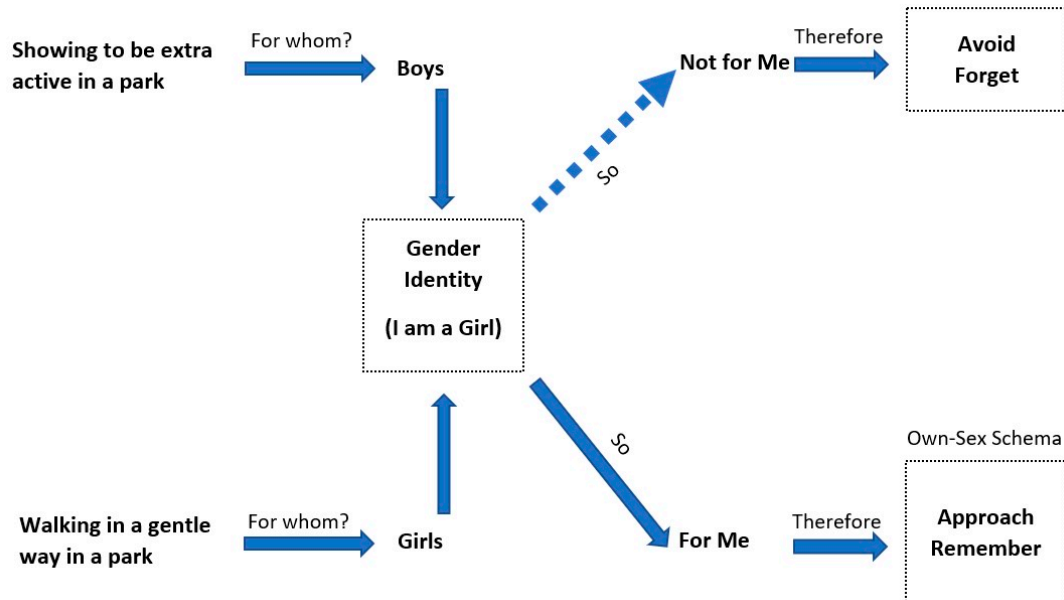 Showing to be extra
active in a park
For whom?
Boys
So
Not for Me
Therefore
Avoid
Forget
Gender
Identity
(I am a Girl)
Walking in a gentle
way in a park
For whom?
Girls
So
For Me
Therefore
Own-Sex Schema
Approach
Remember